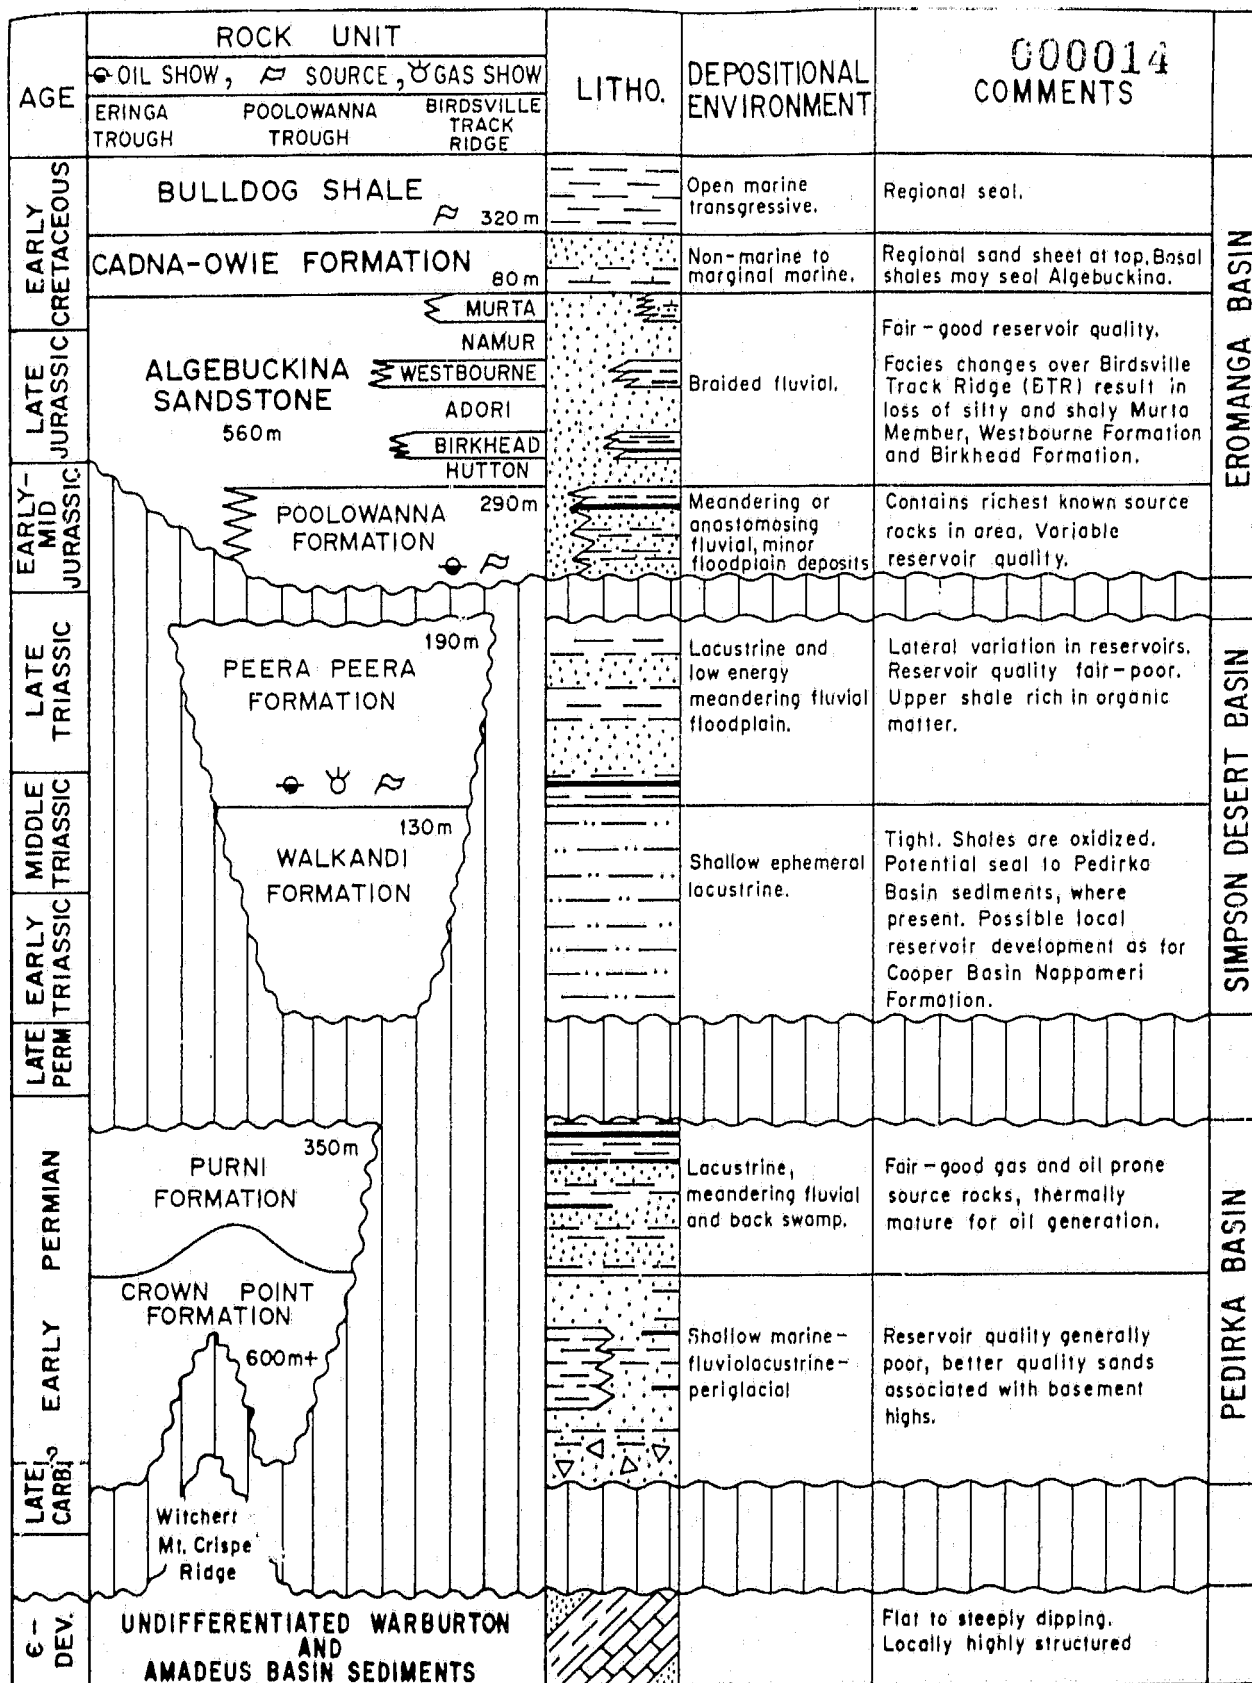 000014
AGE
ROCK UNIT
OIL SHOW, SOURCE, GAS SHOW
ERINGA TROUGH
POOLOWANNA TROUGH
BIRDSVILLE TRACK RIDGE
LITHO.
DEPOSITIONAL ENVIRONMENT
COMMENTS
EARLY CRETACEOUS
BULLDOG SHALE
320 m
Open marine
transgressive.
Regional seal.
CADNA-OWIE FORMATION
80 m
Non-marine to
marginal marine.
Regional sand sheet at top. Basal
shales may seal Algebuckina.
LATE JURASSIC
ALGEBUCKINA
SANDSTONE
560m
MURTA
NAMUR
WESTBOURNE
ADORI
BIRKHEAD
HUTTON
Braided fluvial.
Fair-good reservoir quality.
Facies changes over Birdsville
Track Ridge (BTR) result in
loss of silty and shaly Murta
Member, Westbourne Formation
and Birkhead Formation.
EROMANGA BASIN
EARLY-MID JURASSIC
POOLOWANNA
FORMATION
290m
Meandering or
anastomosing
fluvial, minor
floodplain deposits
Contains richest known source
rocks in area. Variable
reservoir quality.
LATE TRIASSIC
PEERA PEERA
FORMATION
190m
Lacustrine and
low energy
meandering fluvial
floodplain.
Lateral variation in reservoirs.
Reservoir quality fair-poor.
Upper shale rich in organic
matter.
MIDDLE TRIASSIC
EARLY TRIASSIC
130m
WALKANDI
FORMATION
Shallow ephemeral
lacustrine.
Tight. Shales are oxidized.
Potential seal to Pedirka
Basin sediments, where
present. Possible local
reservoir development as for
Cooper Basin Nappameri
Formation.
SIMPSON DESERT BASIN
LATE PERM
EARLY PERMIAN
350m
PURNI
FORMATION
Lacustrine,
meandering fluvial
and back swamp.
Fair-good gas and oil prone
source rocks, thermally
mature for oil generation.
CROWN POINT
FORMATION
600m+
Shallow marine-
fluviolacustrine-
periglacial
Reservoir quality generally
poor, better quality sands
associated with basement
highs.
PEDIRKA BASIN
LATE CARB
?
Witcherr
Mt. Crispe
Ridge
Є- DEV.
UNDIFFERENTIATED WARBURTON
AND
AMADEUS BASIN SEDIMENTS
Flat to steeply dipping.
Locally highly structured